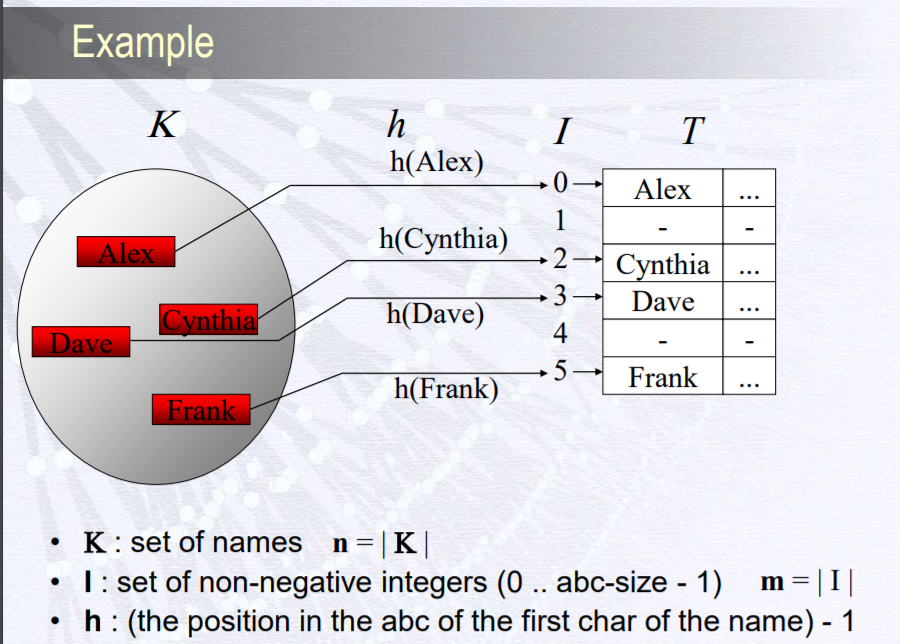 Example
K h I T
h(Alex)
0 Alex ...
Alex
1 - -
h(Cynthia)
2 Cynthia ...
Cynthia
3 Dave ...
h(Dave)
Dave
4 - -
5 Frank ...
h(Frank)
Frank
• K : set of names n = | K |
• I : set of non-negative integers (0 .. abc-size - 1) m = | I |
• h : (the position in the abc of the first char of the name) - 1